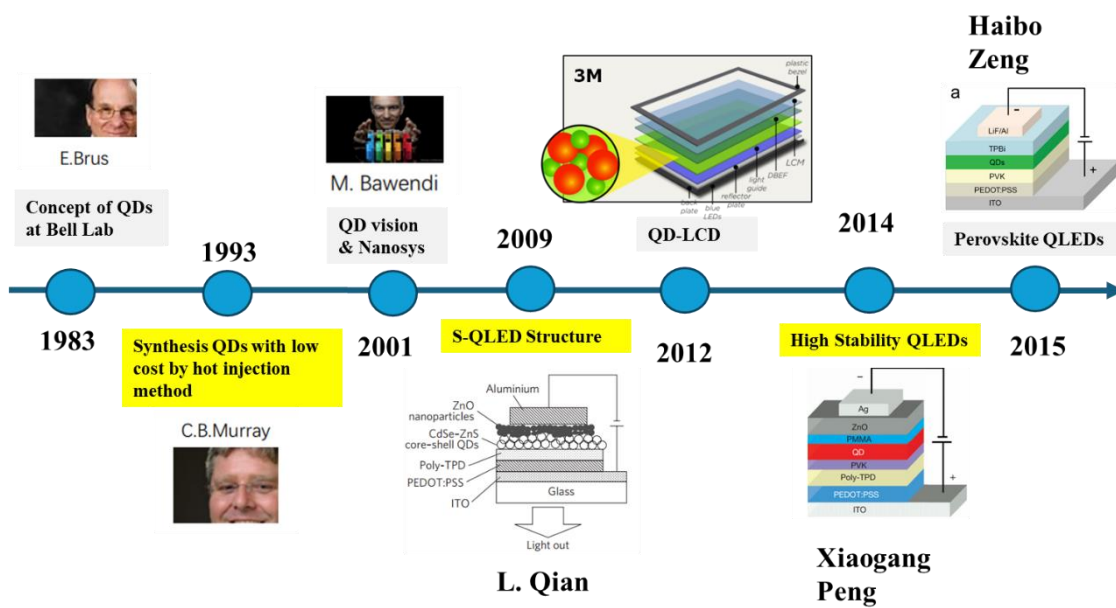 E.Brus
Concept of QDs
at Bell Lab
1983
1993
Synthesis QDs with low
cost by hot injection
method
C.B.Murray
M. Bawendi
QD vision
& Nanosys
2001
2009
S-QLED Structure
Aluminium
ZnO
nanoparticles
CdSe–ZnS
core–shell QDs
Poly-TPD
PEDOT:PSS
ITO
Glass
Light out
L. Qian
3M
plastic
bezel
LCM
DBEF
light
guide
reflector
plate
blue
LEDs
back
plate
QD-LCD
2012
2014
High Stability QLEDs
–
Ag
ZnO
PMMA
QD
PVK
Poly-TPD
PEDOT:PSS
ITO
+
Xiaogang
Peng
Haibo
Zeng
a
-
LiF/Al
TPBi
QDs
PVK
PEDOT:PSS
ITO
+
Perovskite QLEDs
2015